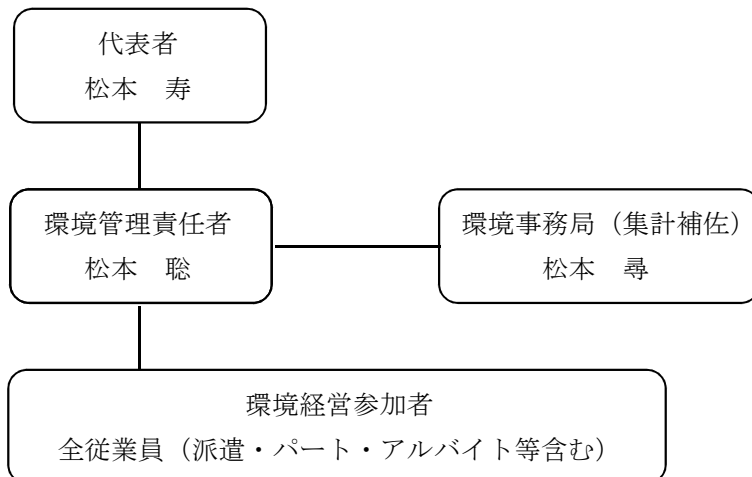 代表者
松本　寿
環境管理責任者
松本　聡
環境事務局（集計補佐）
松本　尋
環境経営参加者
全従業員（派遣・パート・アルバイト等含む）